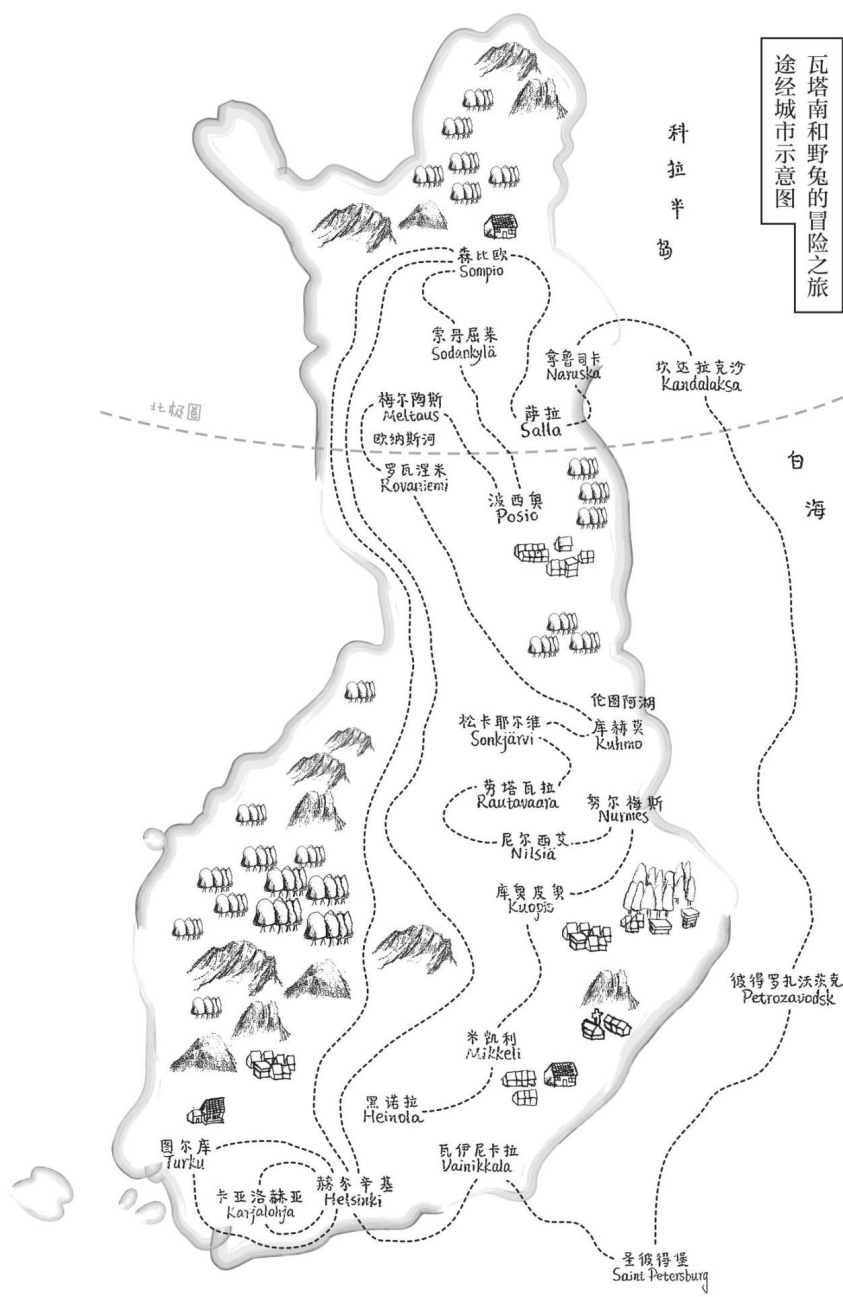 瓦塔南和野兔的冒险之旅
途经城市示意图
科拉半岛
森比欧
Sompio
索丹屈莱
Sodankylä
拿鲁司卡
Naruska
坎达拉克沙
Kandalaksa
北极圈
梅尔陶斯
Meltaus
萨拉
Salla
欧纳斯河
罗瓦涅米
Rovaniemi
波西奥
Posio
白海
伦图阿湖
松卡耶尔维
Sonkjärvi
库赫莫
Kuhmo
劳塔瓦拉
Rautavaara
努尔梅斯
Nurmes
尼尔西艾
Nilsiä
库奥皮奥
Kuopio
彼得罗扎沃茨克
Petrozavodsk
米凯利
Mikkeli
黑诺拉
Heinola
图尔库
Turku
瓦伊尼卡拉
Vainikkala
卡亚洛赫亚
Karjalohja
赫尔辛基
Helsinki
圣彼得堡
Saint Petersburg